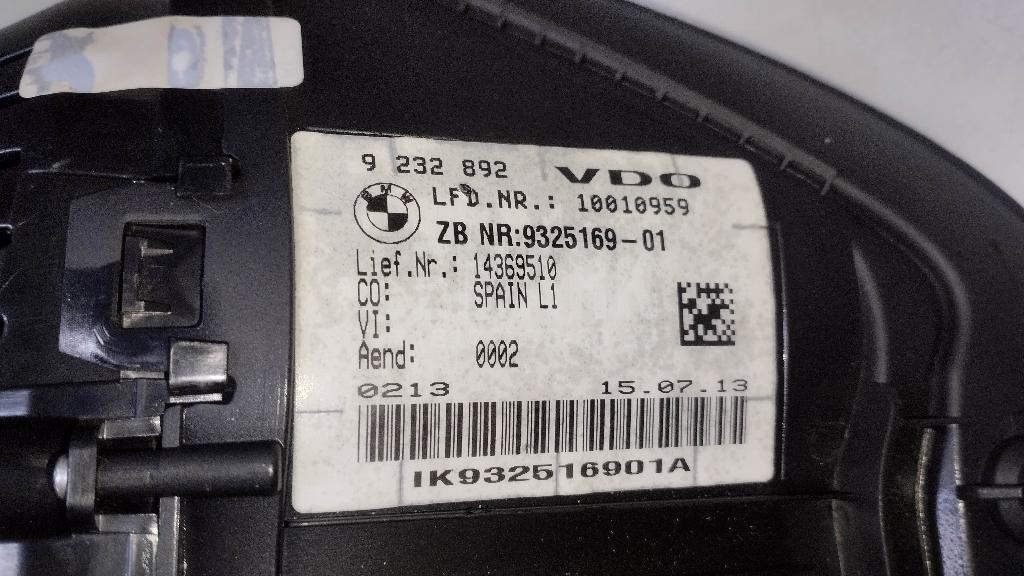 9 232 892 VDO
BMW
LFD.NR.: 10010959
ZB NR:9325169-01
Lief.Nr.: 14369510
CO: SPAIN L1
VI:
Aend: 0002
0213 15.07.13
IK932516901A